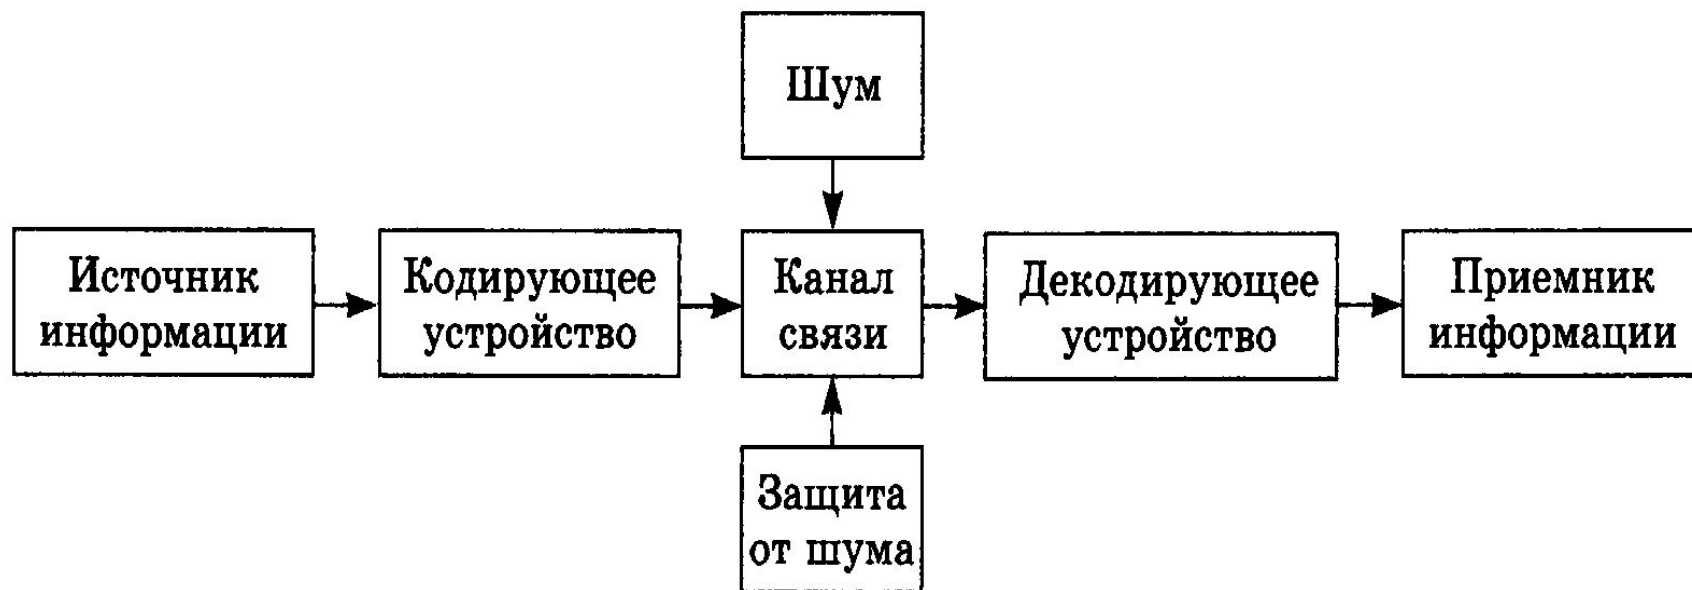 Шум
Источник
информации
Кодирующее
устройство
Канал
связи
Декодирующее
устройство
Приемник
информации
Защита
от шума